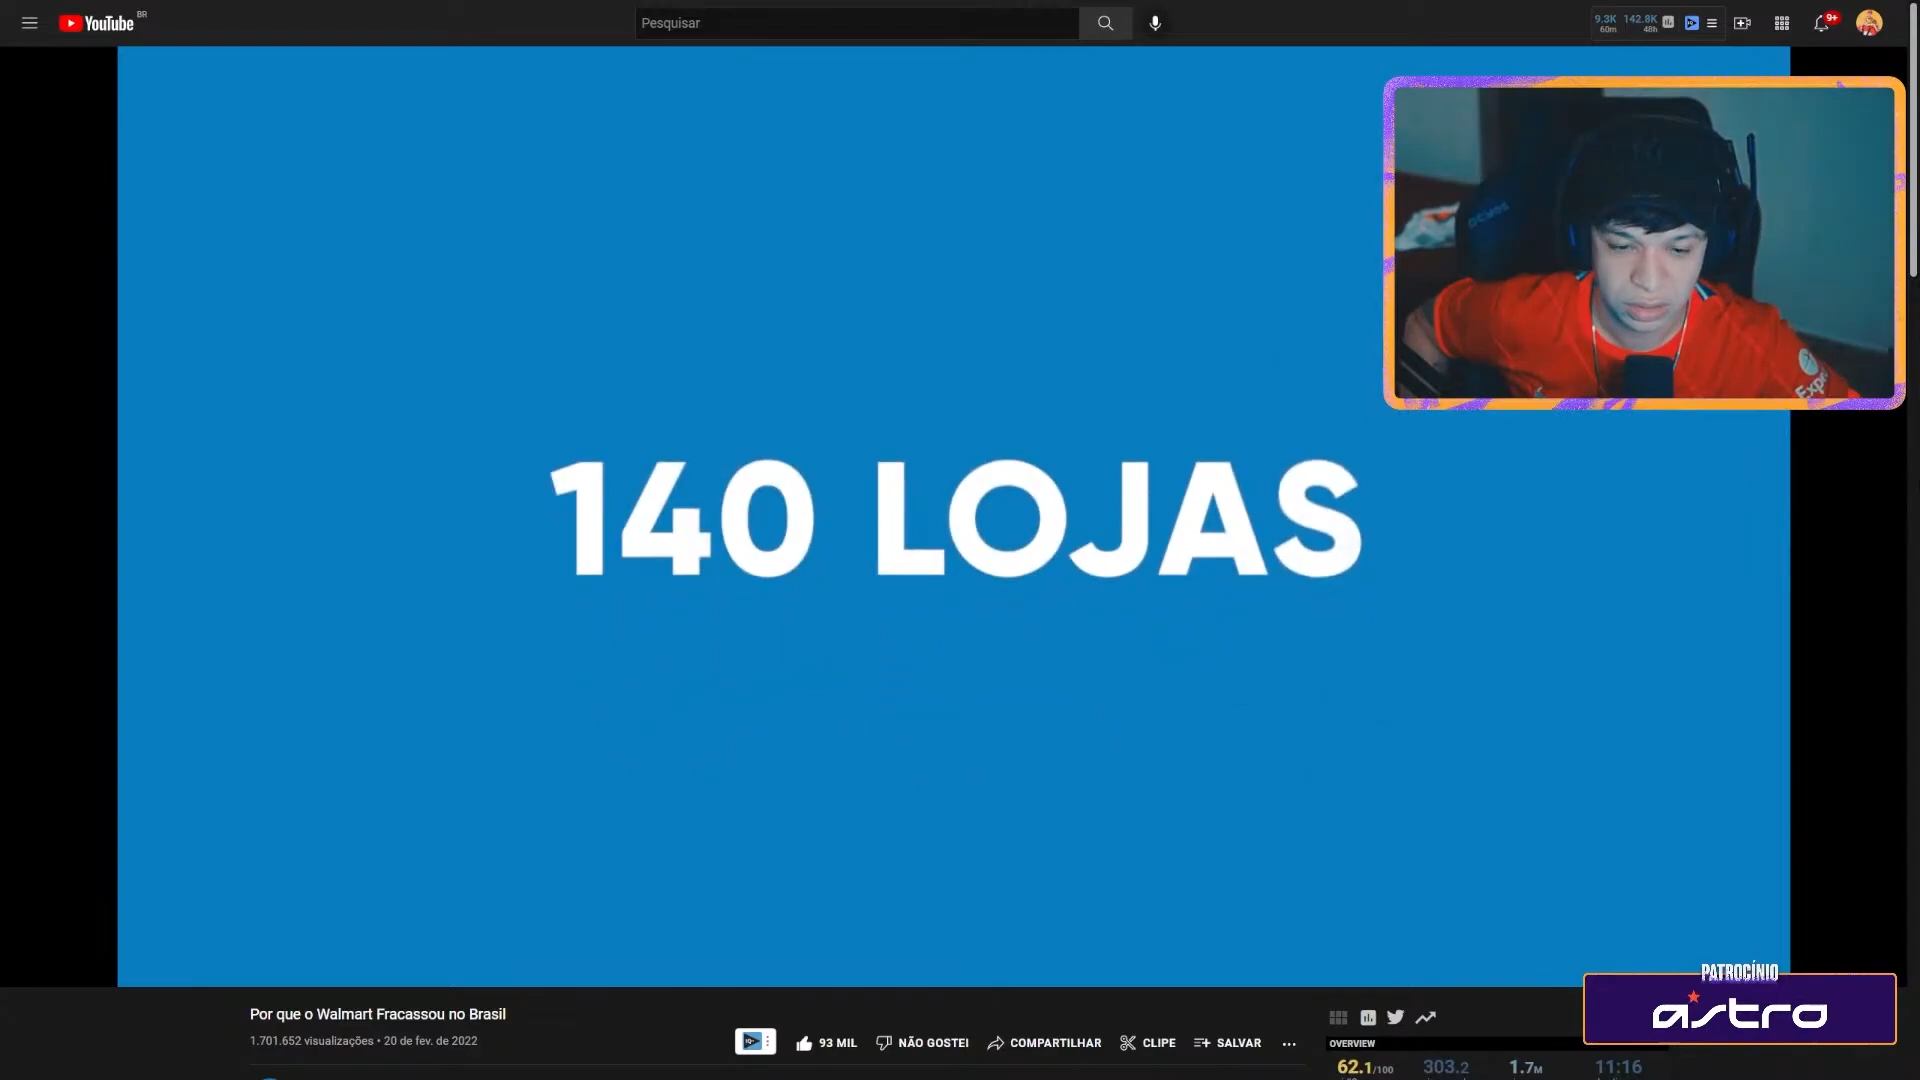 YouTube BR
Pesquisar
9.3K 142.8K
60m 48h
9+
Expr
140 LOJAS
PATROCÍNIO
astro
Por que o Walmart Fracassou no Brasil
1.701.652 visualizações • 20 de fev. de 2022
93 MIL NÃO GOSTEI COMPARTILHAR CLIPE SALVAR
OVERVIEW
62.1/100 303.2 1.7M 11:16